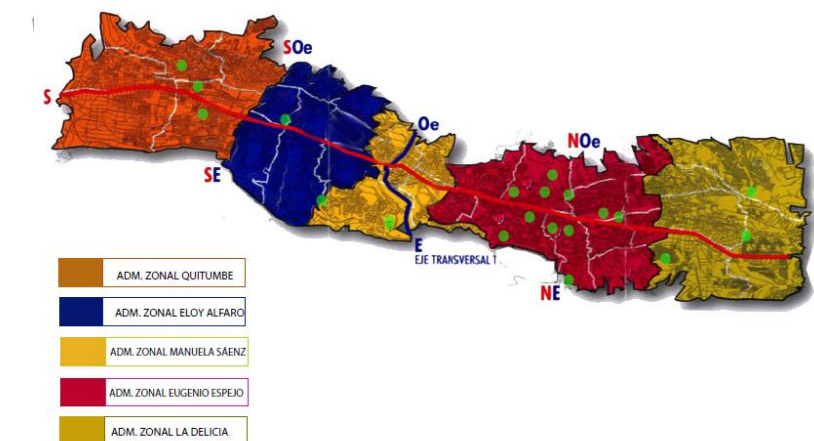 SOe
S
Oe
NOe
SE
E
EJE TRANSVERSAL 1
NE
ADM. ZONAL QUITUMBE
ADM. ZONAL ELOY ALFARO
ADM. ZONAL MANUELA SÁENZ
ADM. ZONAL EUGENIO ESPEJO
ADM. ZONAL LA DELICIA